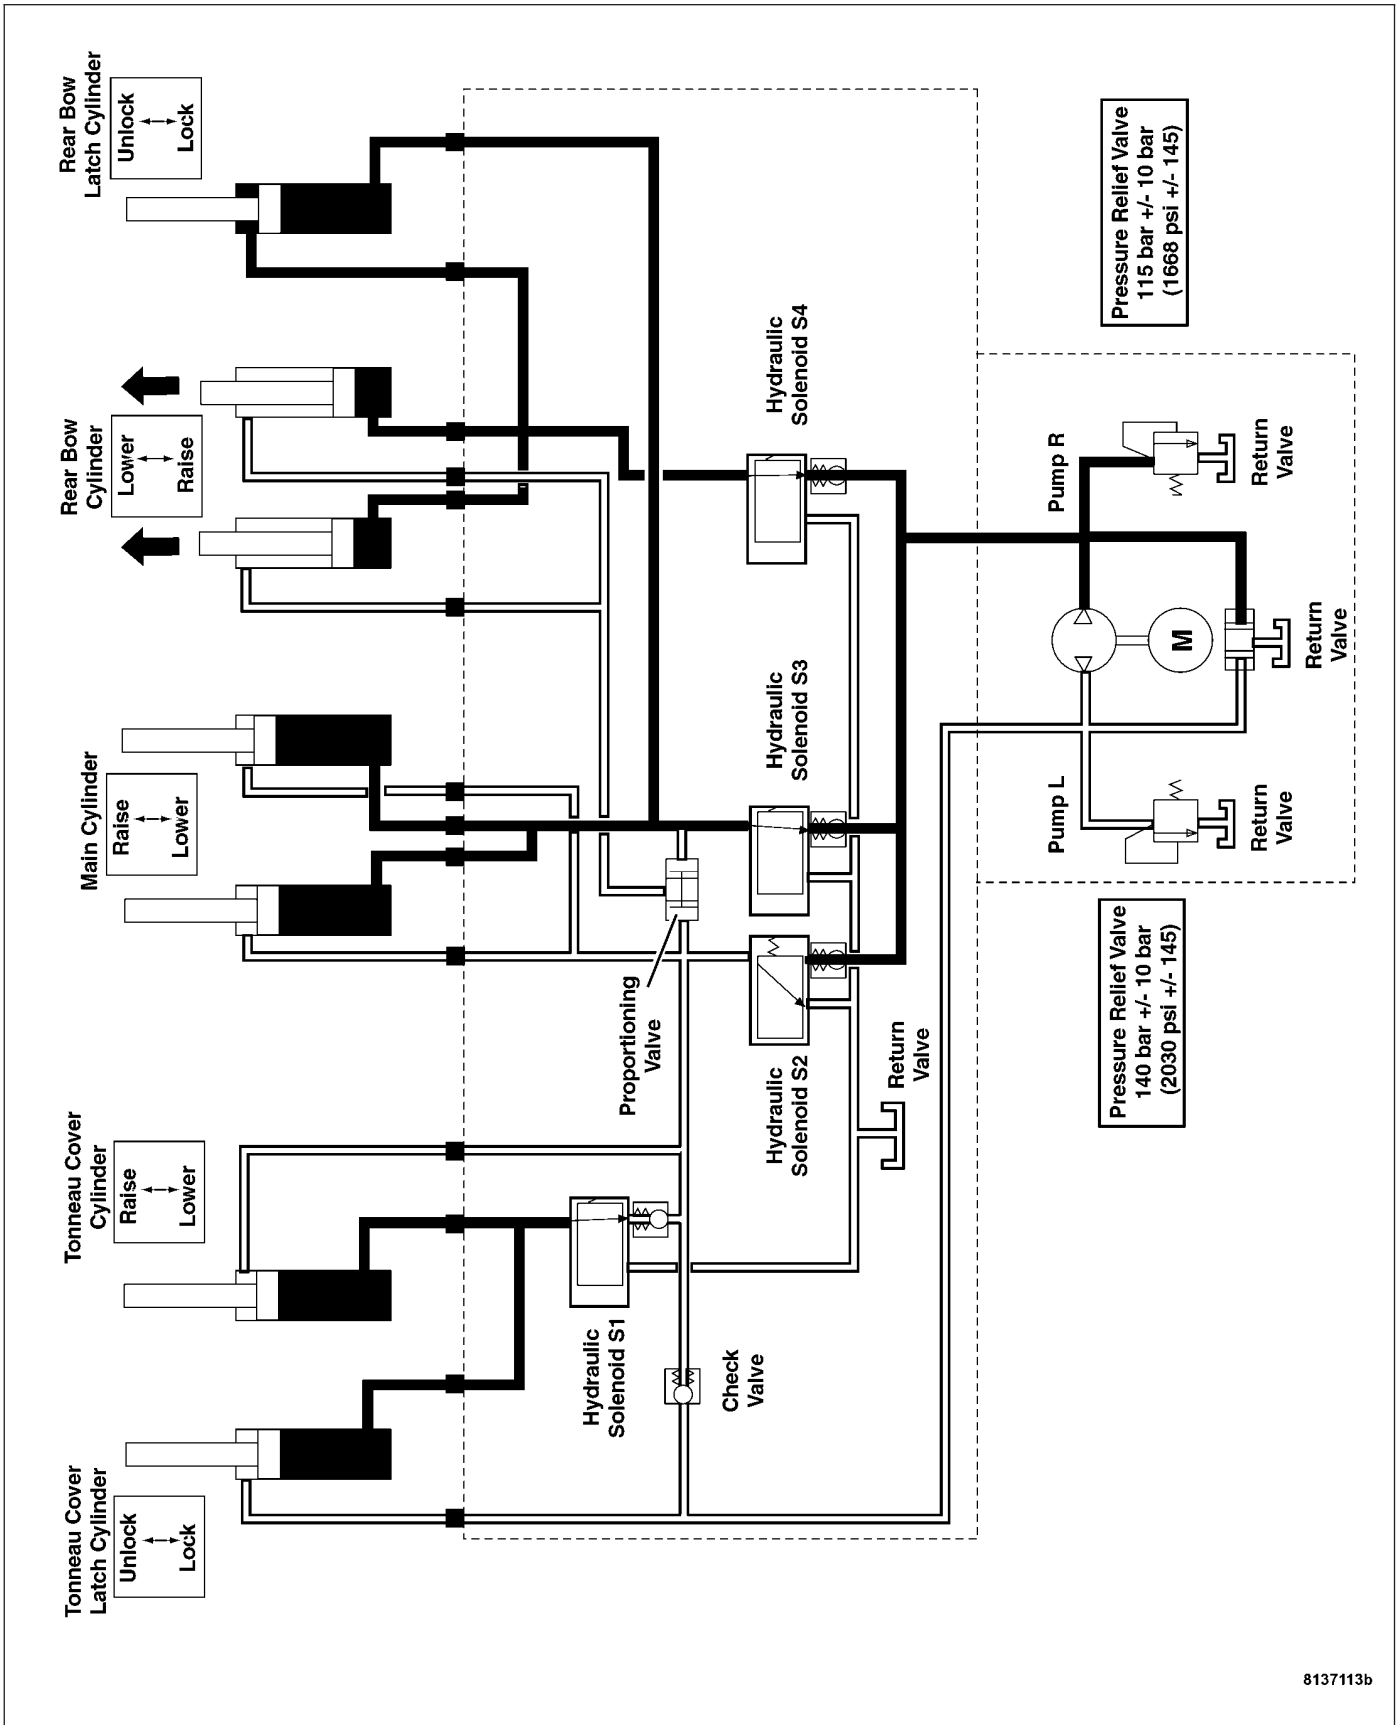 Tonneau Cover
Latch Cylinder
Unlock
Lock
Tonneau Cover
Cylinder
Raise
Lower
Main Cylinder
Raise
Lower
Rear Bow
Cylinder
Lower
Raise
Rear Bow
Latch Cylinder
Unlock
Lock
Hydraulic
Solenoid S1
Check
Valve
Proportioning
Valve
Hydraulic
Solenoid S2
Return
Valve
Hydraulic
Solenoid S3
Hydraulic
Solenoid S4
Pump L
Return
Valve
M
Return
Valve
Pump R
Return
Valve
Pressure Relief Valve
140 bar +/- 10 bar
(2030 psi +/- 145)
Pressure Relief Valve
115 bar +/- 10 bar
(1668 psi +/- 145)
8137113b